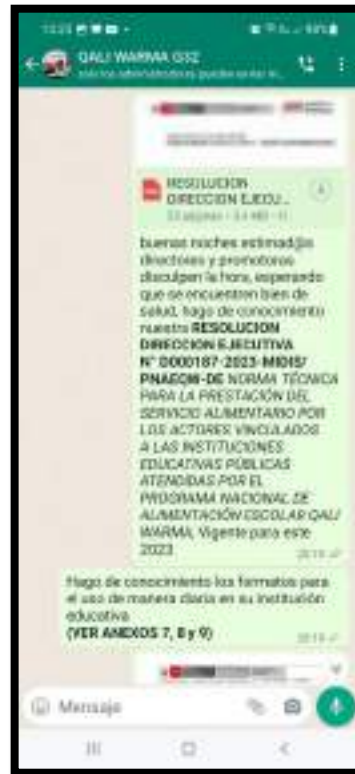 QALI WARMA GS2
RESOLUCION
DIRECCION EJECU...
buenas noches estimad@s
directores y promotoras
disculpen la hora, esperando
que se encuentren bien de
salud, hago de conocimiento
nuestra RESOLUCION
DIRECCION EJECUTIVA
N° D000187-2023-MIDIS/
PNAEQW-DE NORMA TÉCNICA
PARA LA PRESTACIÓN DEL
SERVICIO ALIMENTARIO POR
LOS ACTORES VINCULADOS
A LAS INSTITUCIONES
EDUCATIVAS PÚBLICAS
ATENDIDAS POR EL
PROGRAMA NACIONAL DE
ALIMENTACIÓN ESCOLAR QALI
WARMA, Vigente para este
2023
Hago de conocimiento los formatos para
el uso de manera diaria en su institución
educativa
(VER ANEXOS 7, 8 y 9)
Mensaje